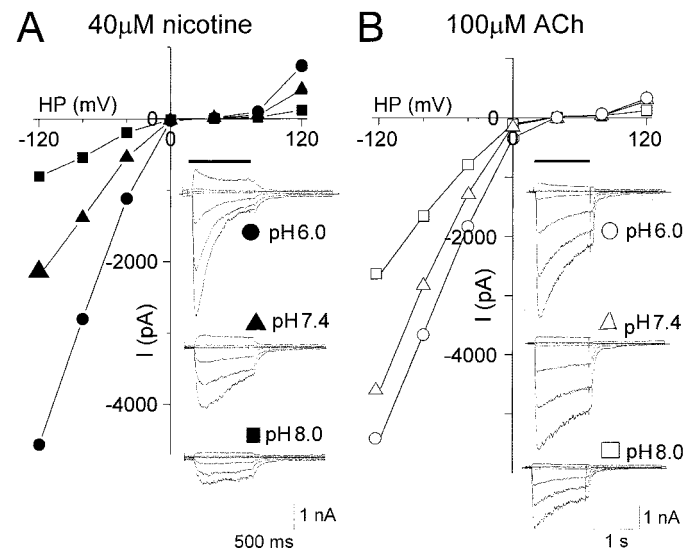 A 40µM nicotine
HP (mV)
0
-120
0
120
-2000
-4000
I (pA)
pH6.0
pH7.4
pH8.0
1 nA
500 ms
B 100µM ACh
HP (mV)
0
-120
0
120
-2000
-4000
I (pA)
pH6.0
pH7.4
pH8.0
1 nA
1 s